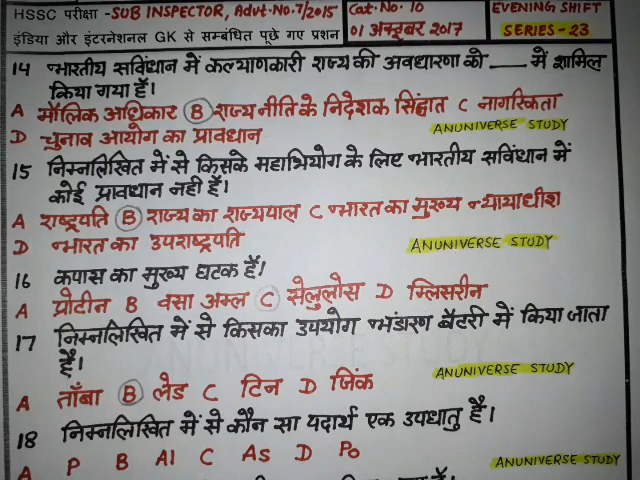 HSSC परीक्षा - SUB INSPECTOR, Advt. No. 7/2015 Cat. No. 10 EVENING SHIFT
इंडिया और इंटरनेशनल GK से सम्बंधित पूछे गए प्रशन 01 अक्टूबर 2017 SERIES - 23
14 भारतीय सविंधान में कल्याणकारी राज्य की अवधारणा को ___ में शामिल
किया गया हैं।
A मौलिक अधिकार B राज्य नीति के निदेशक सिंद्वात C नागरिकता
D चुनाव आयोग का प्रावधान ANUNIVERSE STUDY
15 निम्नलिखित में से किसके महाभियोग के लिए भारतीय सविंधान में
कोई प्रावधान नही हैं।
A राष्ट्रपति B राज्य का राज्यपाल C भारत का मुख्य न्यायाधीश
D भारत का उपराष्ट्रपति ANUNIVERSE STUDY
16 कपास का मुख्य घटक हैं।
A प्रोटीन B वसा अम्ल C सेलुलोस D ग्लिसरीन
17 निम्नलिखित में से किसका उपयोग भंडारण बैटरी में किया जाता
हैं।
ANUNIVERSE STUDY
A ताँबा B लेड C टिन D जिंक
18 निम्नलिखित में से कौन सा पदार्थ एक उपधातु हैं।
A P B Al C As D Po
ANUNIVERSE STUDY